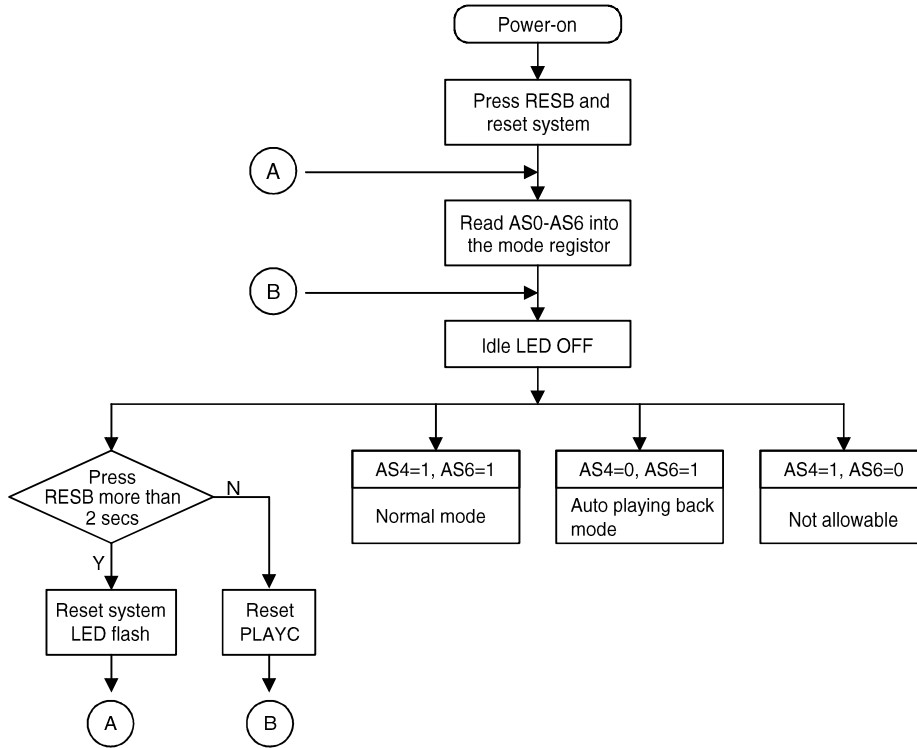 Power-on
Press RESB and
reset system
A
Read AS0-AS6 into
the mode registor
B
Idle LED OFF
Press
RESB more than
2 secs
N
Y
AS4=1, AS6=1
Normal mode
AS4=0, AS6=1
Auto playing back
mode
AS4=1, AS6=0
Not allowable
Reset system
LED flash
Reset
PLAYC
A
B